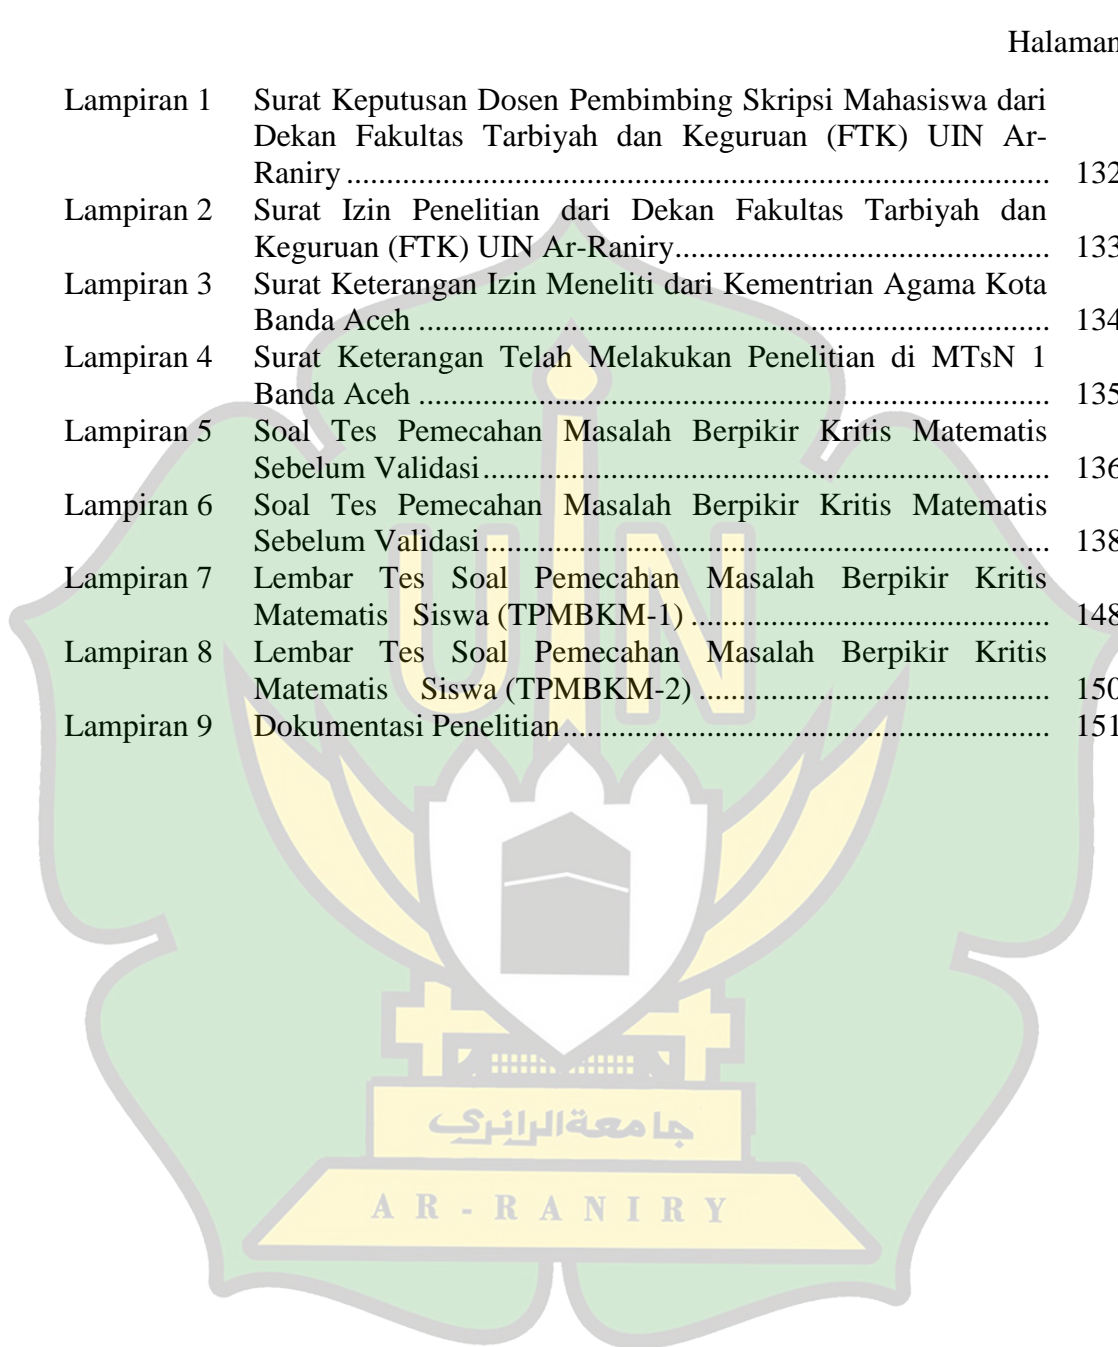 Halaman
Lampiran 1 Surat Keputusan Dosen Pembimbing Skripsi Mahasiswa dari
Dekan Fakultas Tarbiyah dan Keguruan (FTK) UIN Ar-
Raniry ........................................................................... 132
Lampiran 2 Surat Izin Penelitian dari Dekan Fakultas Tarbiyah dan
Keguruan (FTK) UIN Ar-Raniry.......................................................... 133
Lampiran 3 Surat Keterangan Izin Meneliti dari Kementrian Agama Kota
Banda Aceh .................................................................................................. 134
Lampiran 4 Surat Keterangan Telah Melakukan Penelitian di MTsN 1
Banda Aceh .................................................................................................. 135
Lampiran 5 Soal Tes Pemecahan Masalah Berpikir Kritis Matematis
Sebelum Validasi........................................................................................ 136
Lampiran 6 Soal Tes Pemecahan Masalah Berpikir Kritis Matematis
Sebelum Validasi........................................................................................ 138
Lampiran 7 Lembar Tes Soal Pemecahan Masalah Berpikir Kritis
Matematis Siswa (TPMBKM-1) ........................................................ 148
Lampiran 8 Lembar Tes Soal Pemecahan Masalah Berpikir Kritis
Matematis Siswa (TPMBKM-2) ...................................................... 150
Lampiran 9 Dokumentasi Penelitian........................................................................... 151
UIN
جامعة الرانري
AR-RANIRY